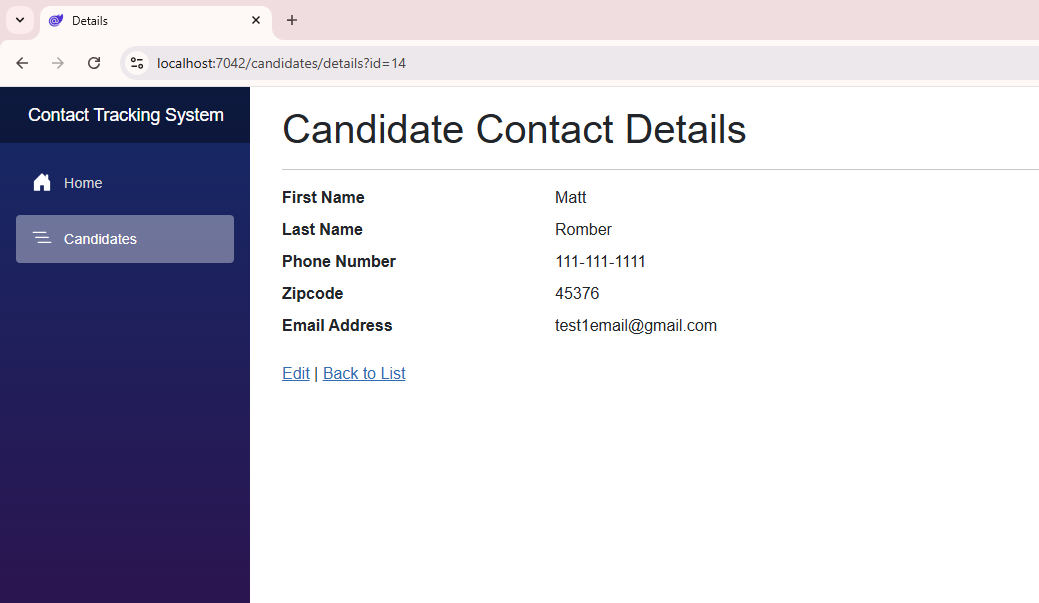 Details
localhost:7042/candidates/details?id=14
Contact Tracking System
Home
Candidates
Candidate Contact Details
First Name Matt
Last Name Romber
Phone Number 111-111-1111
Zipcode 45376
Email Address test1email@gmail.com
Edit | Back to List